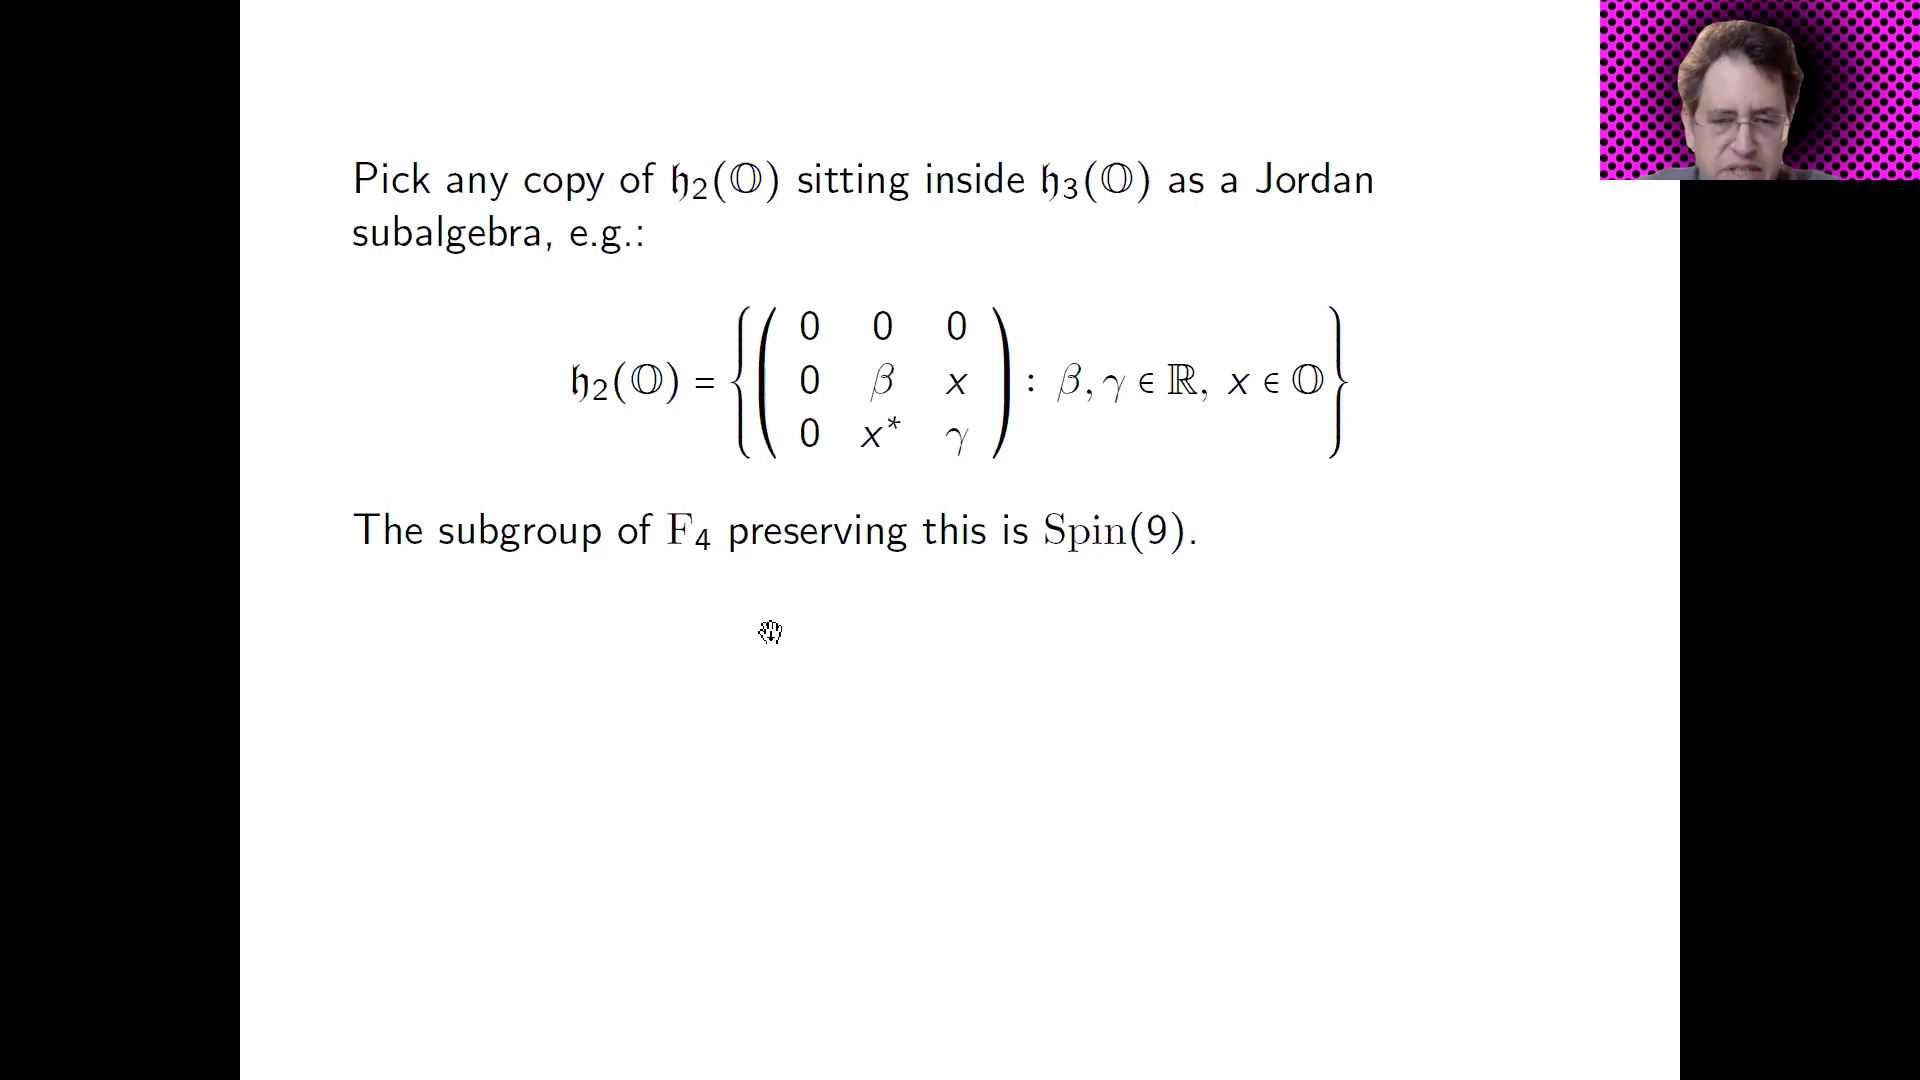 Pick any copy of 𝔥₂(𝕆) sitting inside 𝔥₃(𝕆) as a Jordan
subalgebra, e.g.:
𝔥₂(𝕆) = { ( 0 0 0
0 β x
0 x* γ ) : β, γ ∈ ℝ, x ∈ 𝕆 }
The subgroup of F₄ preserving this is Spin(9).